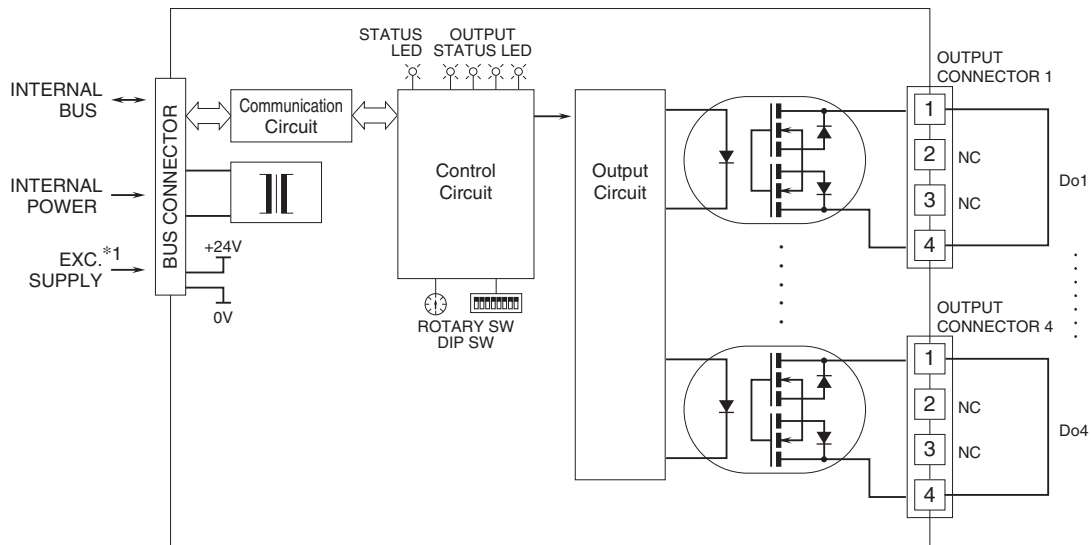 STATUS
LED
OUTPUT
STATUS LED
OUTPUT
CONNECTOR 1
INTERNAL
BUS
BUS CONNECTOR
Communication
Circuit
Control
Circuit
Output
Circuit
1
2
NC
3
NC
4
Do1
INTERNAL
POWER
EXC.*1
SUPPLY
+24V
0V
ROTARY SW
DIP SW
OUTPUT
CONNECTOR 4
1
2
NC
3
NC
4
Do4